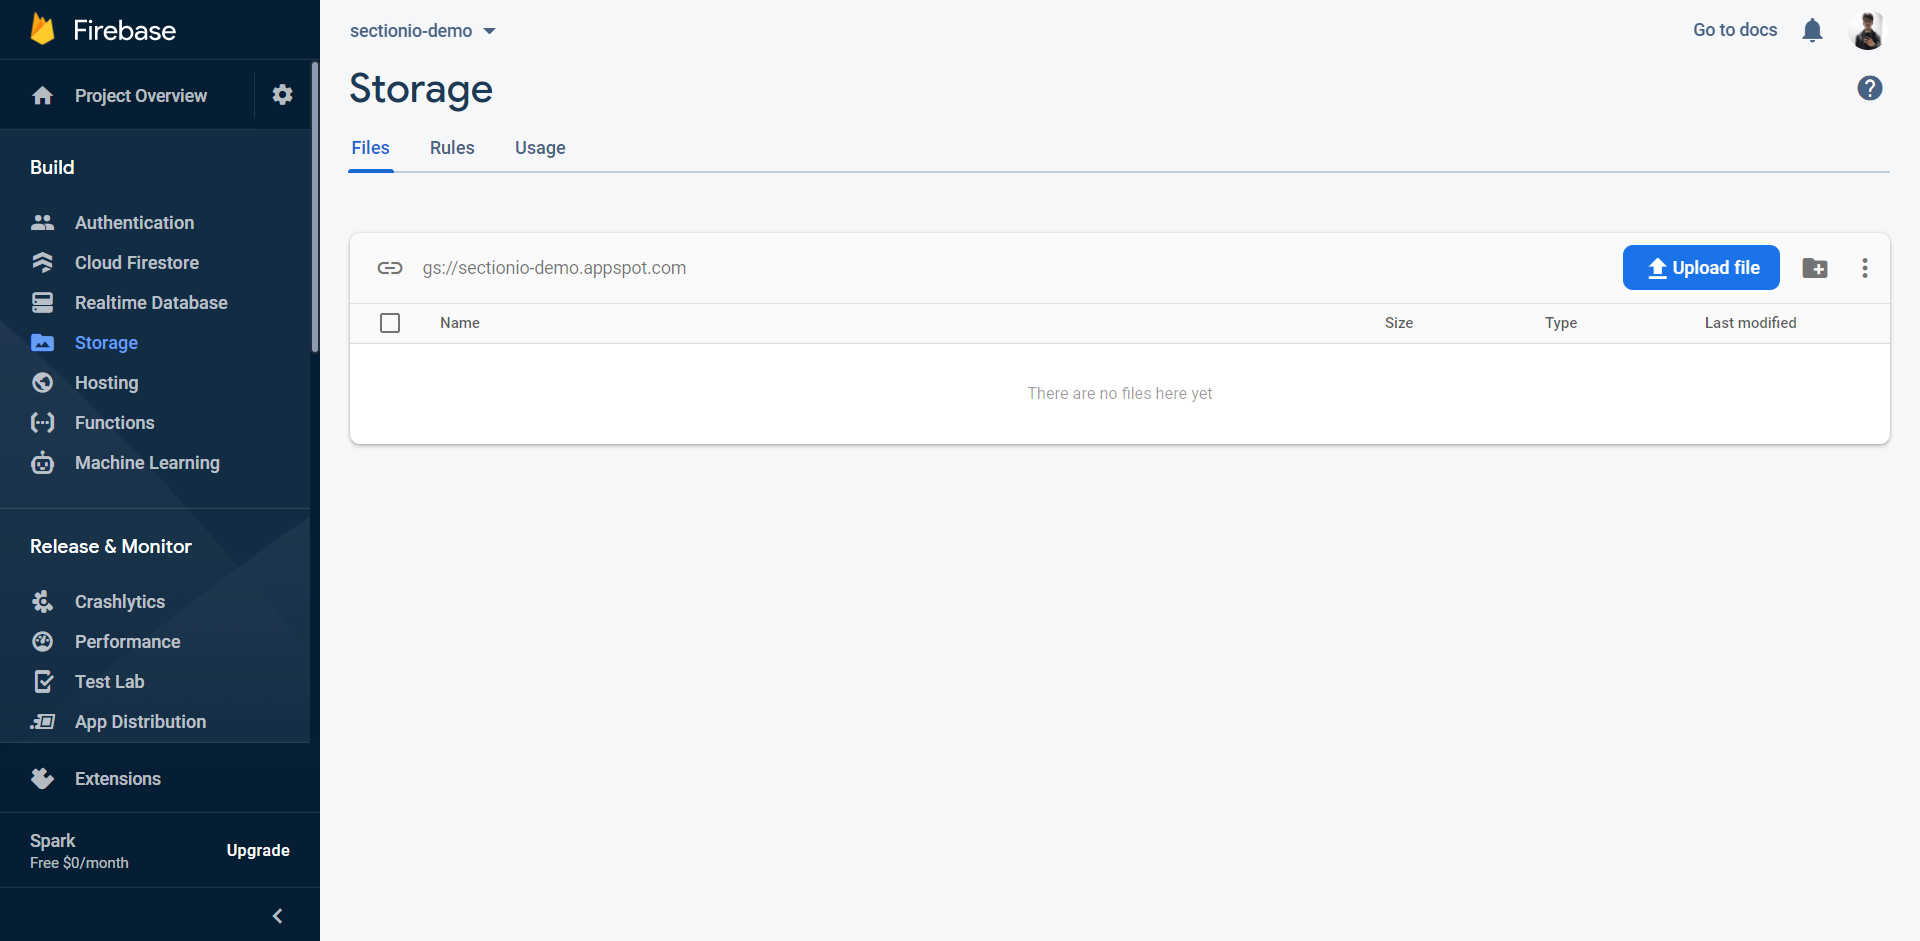 Firebase
Project Overview
Build
Authentication
Cloud Firestore
Realtime Database
Storage
Hosting
Functions
Machine Learning
Release & Monitor
Crashlytics
Performance
Test Lab
App Distribution
Extensions
Spark
Free $0/month
Upgrade
sectionio-demo
Go to docs
Storage
Files Rules Usage
gs://sectionio-demo.appspot.com
Upload file
Name Size Type Last modified
There are no files here yet